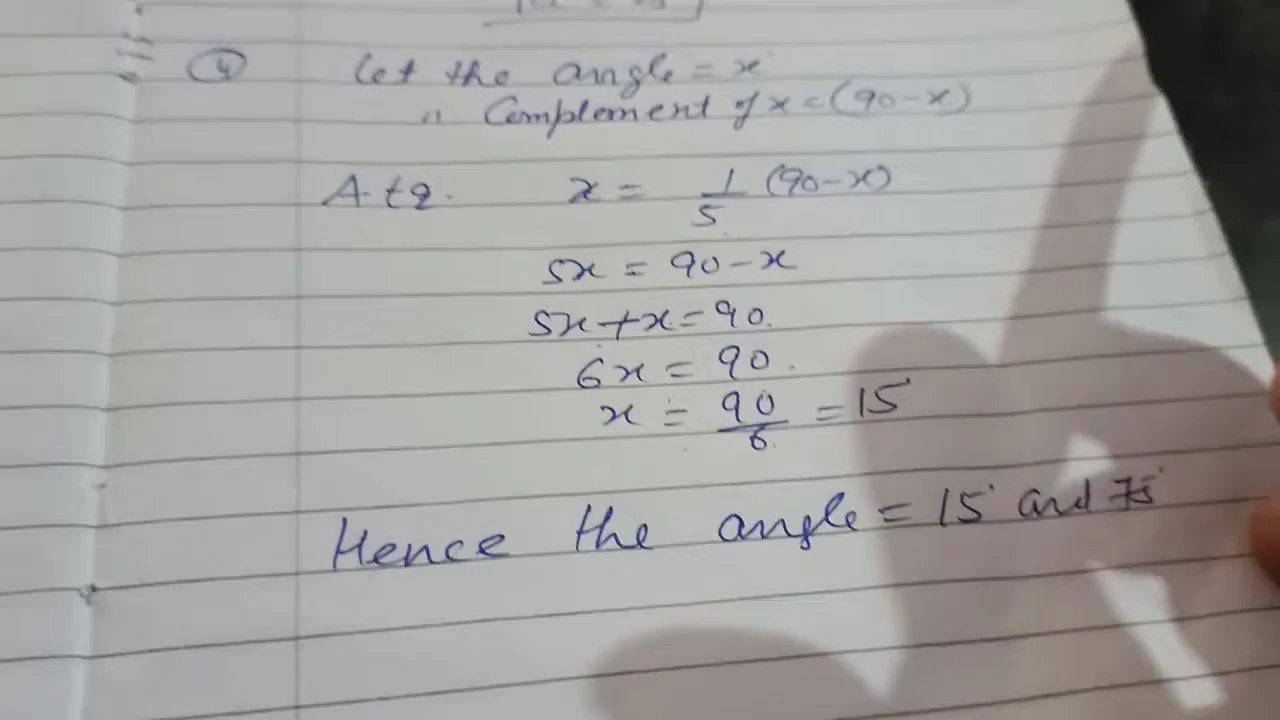 4 Let the angle = x
,, Complement of x = (90-x)
A.t.q. x = 1/5 (90-x)
5x = 90-x
5x+x=90.
6x = 90.
x = 90/6 = 15°
Hence the angle = 15° and 75°